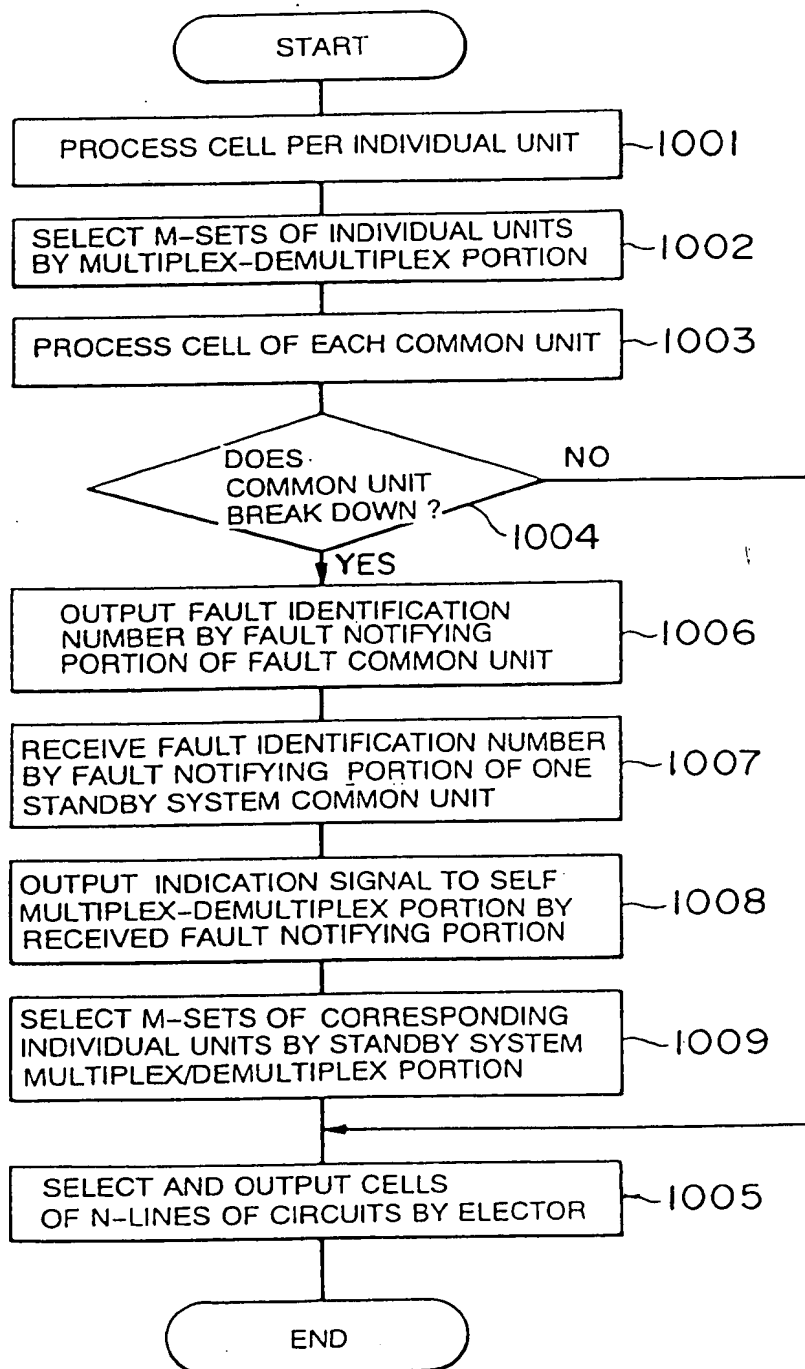 START
PROCESS CELL PER INDIVIDUAL UNIT
1001
SELECT M-SETS OF INDIVIDUAL UNITS
BY MULTIPLEX-DEMULTIPLEX PORTION
1002
PROCESS CELL OF EACH COMMON UNIT
1003
DOES
COMMON UNIT
BREAK DOWN ?
NO
1004
YES
OUTPUT FAULT IDENTIFICATION
NUMBER BY FAULT NOTIFYING
PORTION OF FAULT COMMON UNIT
1006
RECEIVE FAULT IDENTIFICATION NUMBER
BY FAULT NOTIFYING PORTION OF ONE
STANDBY SYSTEM COMMON UNIT
1007
OUTPUT INDICATION SIGNAL TO SELF
MULTIPLEX-DEMULTIPLEX PORTION BY
RECEIVED FAULT NOTIFYING PORTION
1008
SELECT M-SETS OF CORRESPONDING
INDIVIDUAL UNITS BY STANDBY SYSTEM
MULTIPLEX/DEMULTIPLEX PORTION
1009
SELECT AND OUTPUT CELLS
OF N-LINES OF CIRCUITS BY ELECTOR
1005
END